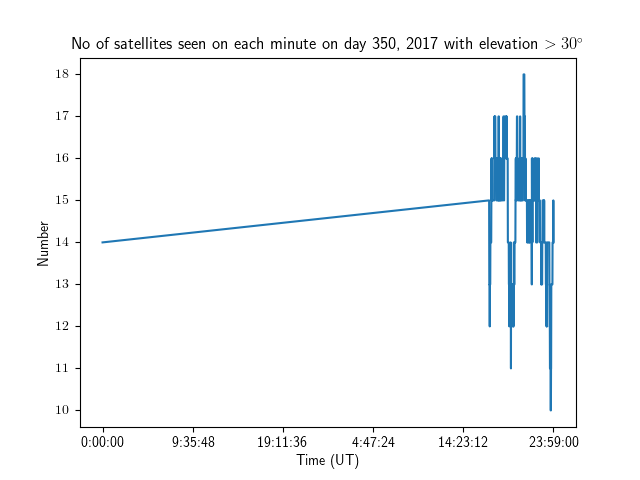 No of satellites seen on each minute on day 350, 2017 with elevation > 30°
18
17
16
15
14
13
12
11
10
Number
0:00:00 9:35:48 19:11:36 4:47:24 14:23:12 23:59:00
Time (UT)